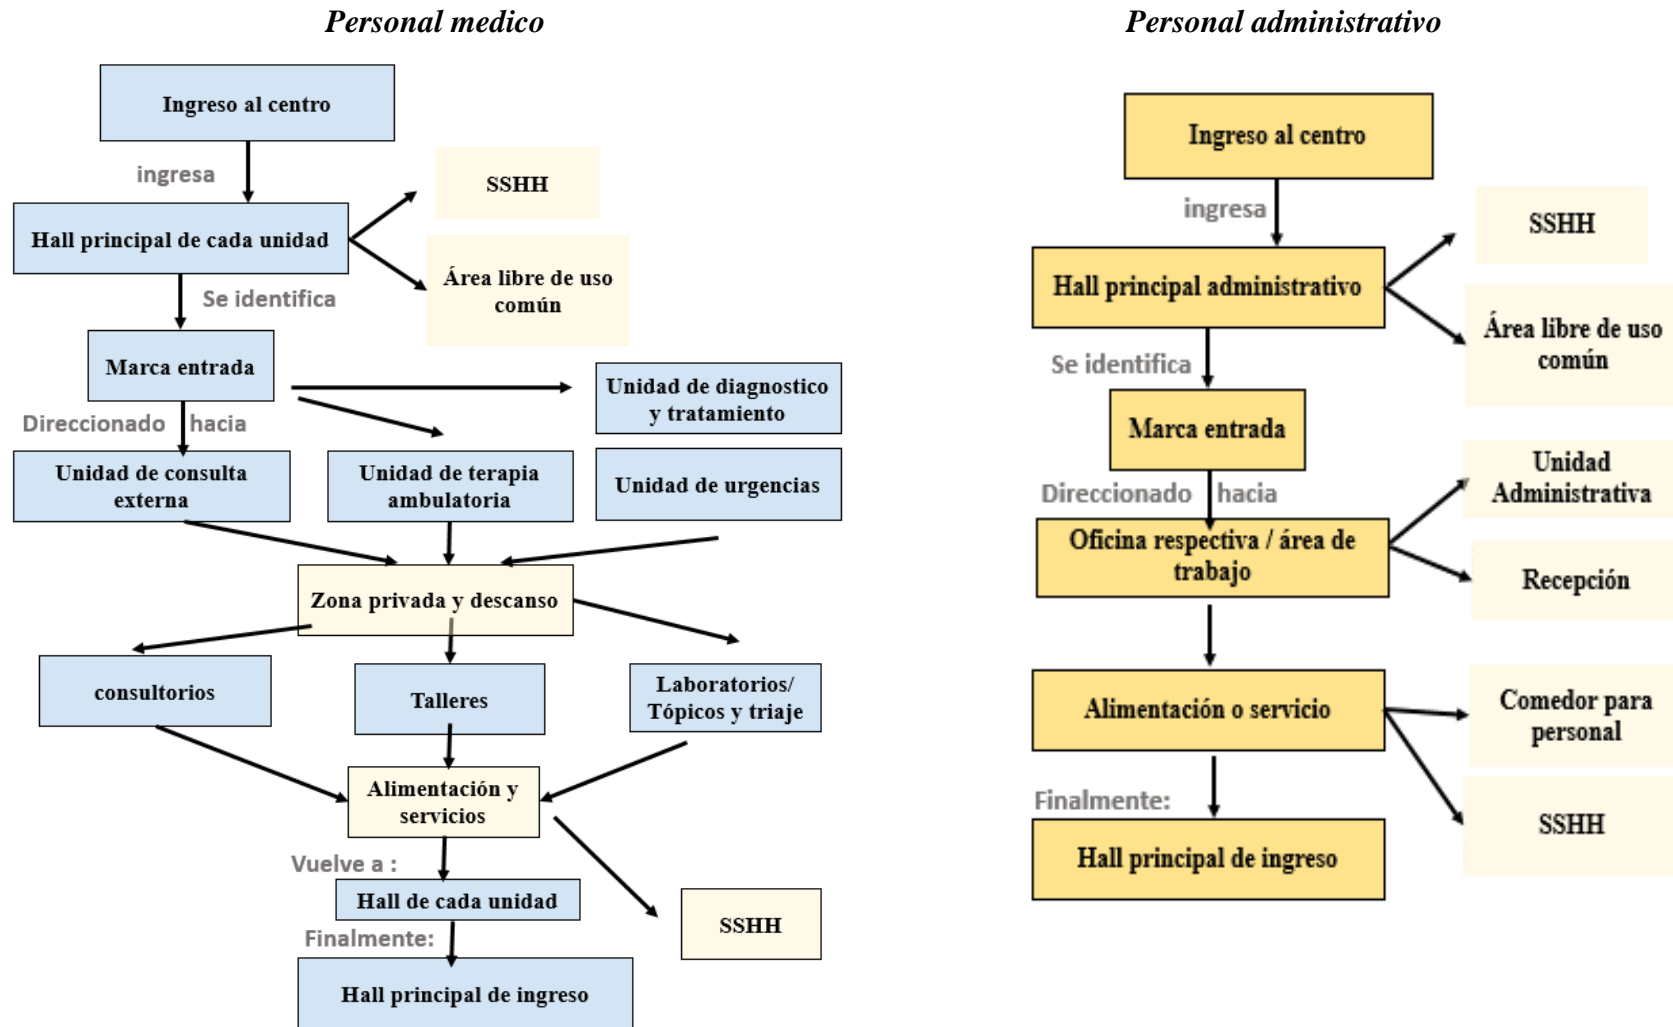 Personal medico
Ingreso al centro
ingresa
SSHH
Hall principal de cada unidad
Área libre de uso
común
Se identifica
Marca entrada
Unidad de diagnostico
y tratamiento
Direccionado hacia
Unidad de consulta
externa
Unidad de terapia
ambulatoria
Unidad de urgencias
Zona privada y descanso
consultorios
Talleres
Laboratorios/
Tópicos y triaje
Alimentación y
servicios
Vuelve a :
Hall de cada unidad
SSHH
Finalmente:
Hall principal de ingreso
Personal administrativo
Ingreso al centro
ingresa
SSHH
Hall principal administrativo
Área libre de uso
común
Se identifica
Marca entrada
Unidad
Administrativa
Direccionado hacia
Oficina respectiva / área de
trabajo
Recepción
Alimentación o servicio
Comedor para
personal
Finalmente:
SSHH
Hall principal de ingreso